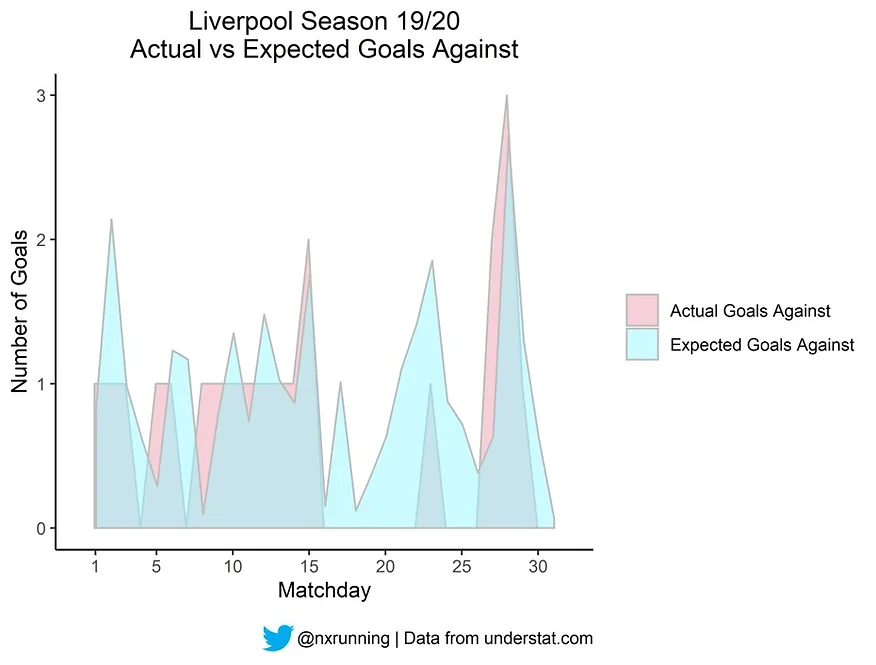 Liverpool Season 19/20
Actual vs Expected Goals Against
Number of Goals
3
2
1
0
1 5 10 15 20 25 30
Matchday
Actual Goals Against
Expected Goals Against
@nxrunning | Data from understat.com